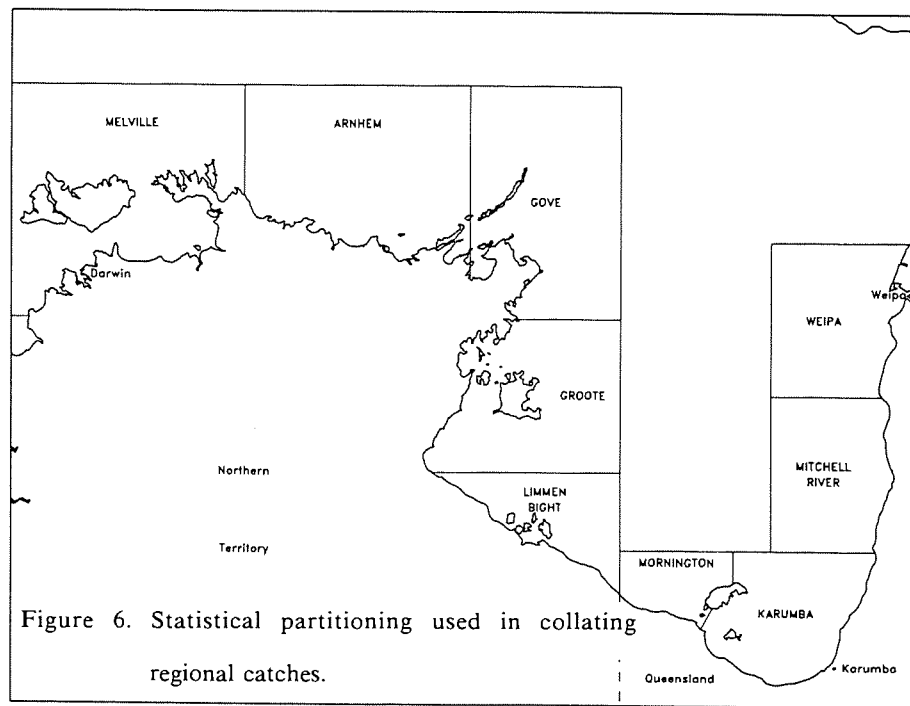 MELVILLE
ARNHEM
GOVE
Darwin
Weipa
WEIPA
GROOTE
Northern
MITCHELL
RIVER
LIMMEN
BIGHT
Territory
MORNINGTON
KARUMBA
Figure 6. Statistical partitioning used in collating
regional catches.
Queensland
Karumba